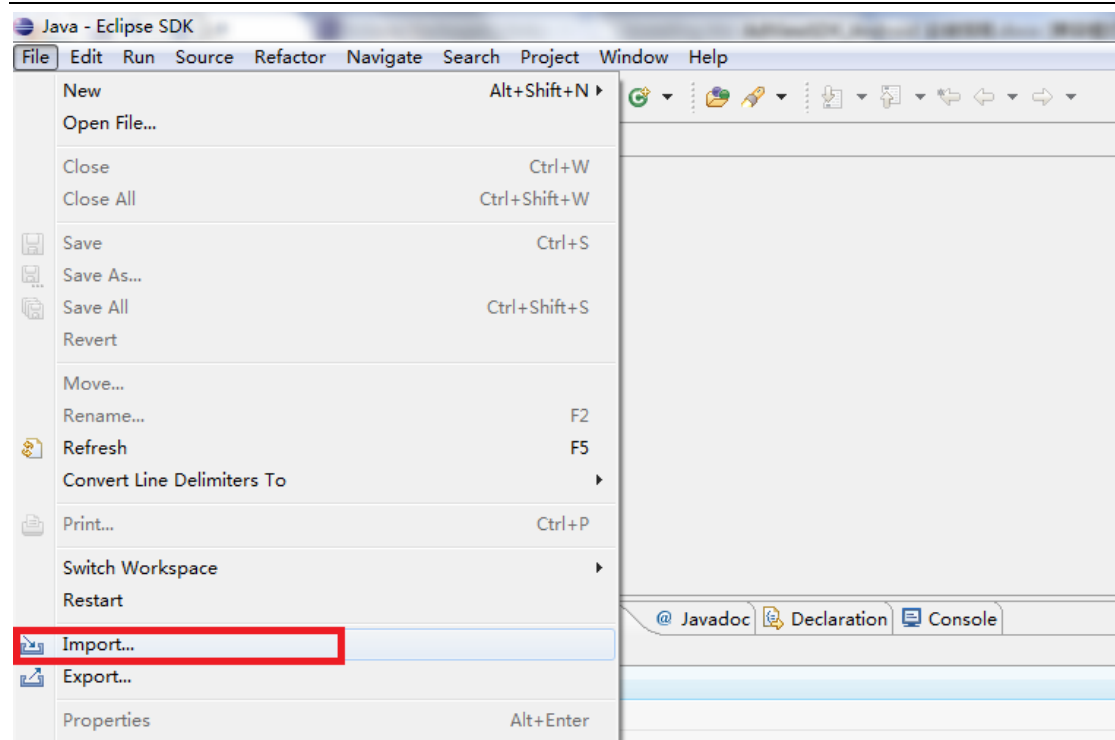 Java - Eclipse SDK
File Edit Run Source Refactor Navigate Search Project Window Help
New Alt+Shift+N
Open File...
Close Ctrl+W
Close All Ctrl+Shift+W
Save Ctrl+S
Save As...
Save All Ctrl+Shift+S
Revert
Move...
Rename... F2
Refresh F5
Convert Line Delimiters To
Print... Ctrl+P
Switch Workspace
Restart
@ Javadoc Declaration Console
Import...
Export...
Properties Alt+Enter